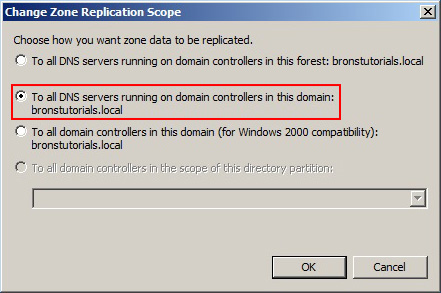 Change Zone Replication Scope
Choose how you want zone data to be replicated.
To all DNS servers running on domain controllers in this forest: bronstutorials.local
To all DNS servers running on domain controllers in this domain:
bronstutorials.local
To all domain controllers in this domain (for Windows 2000 compatibility):
bronstutorials.local
To all domain controllers in the scope of this directory partition:
OK
Cancel